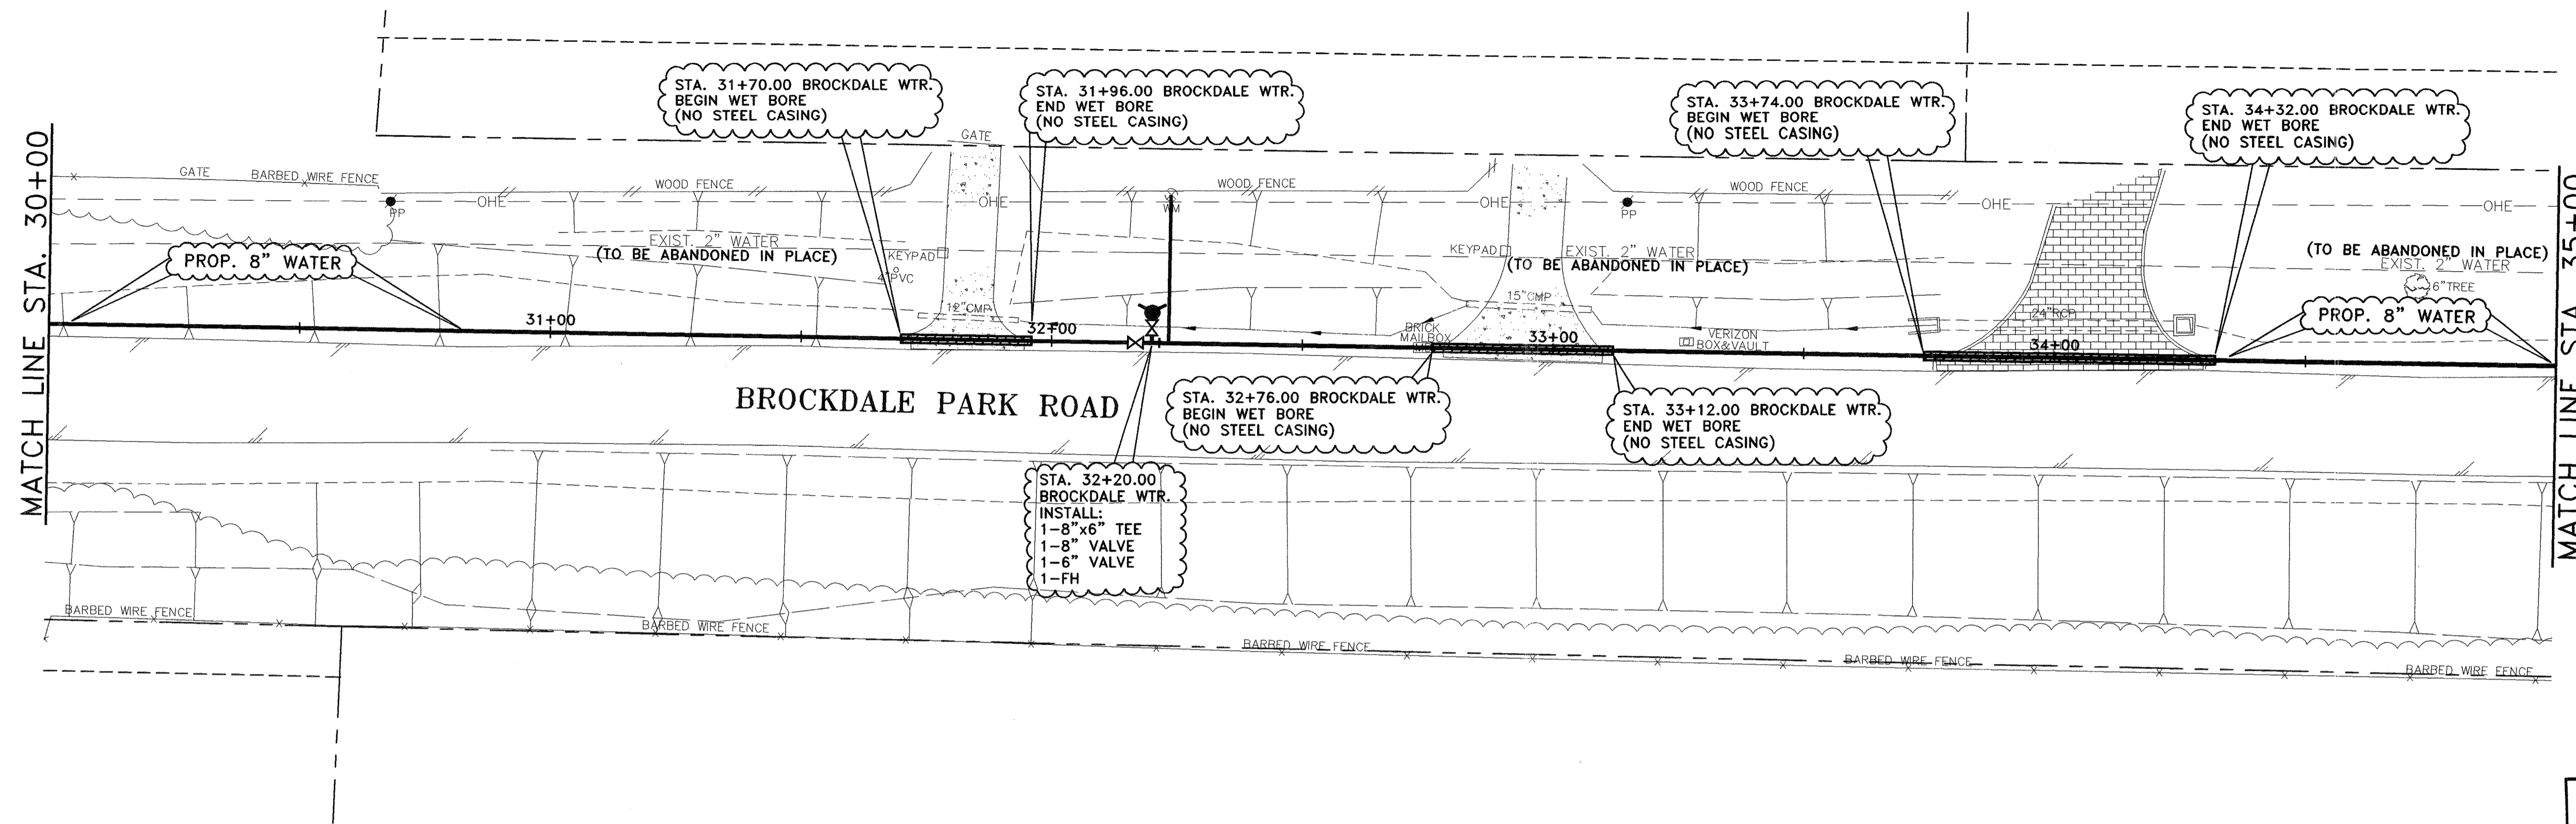 MATCH LINE STA. 30+00
STA. 31+70.00 BROCKDALE WTR.
BEGIN WET BORE
(NO STEEL CASING)
STA. 31+96.00 BROCKDALE WTR.
END WET BORE
(NO STEEL CASING)
STA. 33+74.00 BROCKDALE WTR.
BEGIN WET BORE
(NO STEEL CASING)
STA. 34+32.00 BROCKDALE WTR.
END WET BORE
(NO STEEL CASING)
GATE
GATE
BARBED WIRE FENCE
WOOD FENCE
WOOD FENCE
WOOD FENCE
PP
OHE
OHE
WM
OHE
PP
OHE
OHE
PROP. 8" WATER
EXIST. 2" WATER
(TO BE ABANDONED IN PLACE)
KEYPAD
4"PVC
KEYPAD
EXIST. 2" WATER
(TO BE ABANDONED IN PLACE)
(TO BE ABANDONED IN PLACE)
EXIST. 2" WATER
6"TREE
PROP. 8" WATER
12"CMP
15"CMP
24"RCP
31+00
32+00
33+00
34+00
BRICK
MAILBOX
VERIZON
BOX&VAULT
BROCKDALE PARK ROAD
STA. 32+76.00 BROCKDALE WTR.
BEGIN WET BORE
(NO STEEL CASING)
STA. 33+12.00 BROCKDALE WTR.
END WET BORE
(NO STEEL CASING)
STA. 32+20.00
BROCKDALE WTR.
INSTALL:
1-8"x6" TEE
1-8" VALVE
1-6" VALVE
1-FH
BARBED WIRE FENCE
BARBED WIRE FENCE
BARBED WIRE FENCE
BARBED WIRE FENCE
BARBED WIRE FENCE
MATCH LINE STA. 35+00